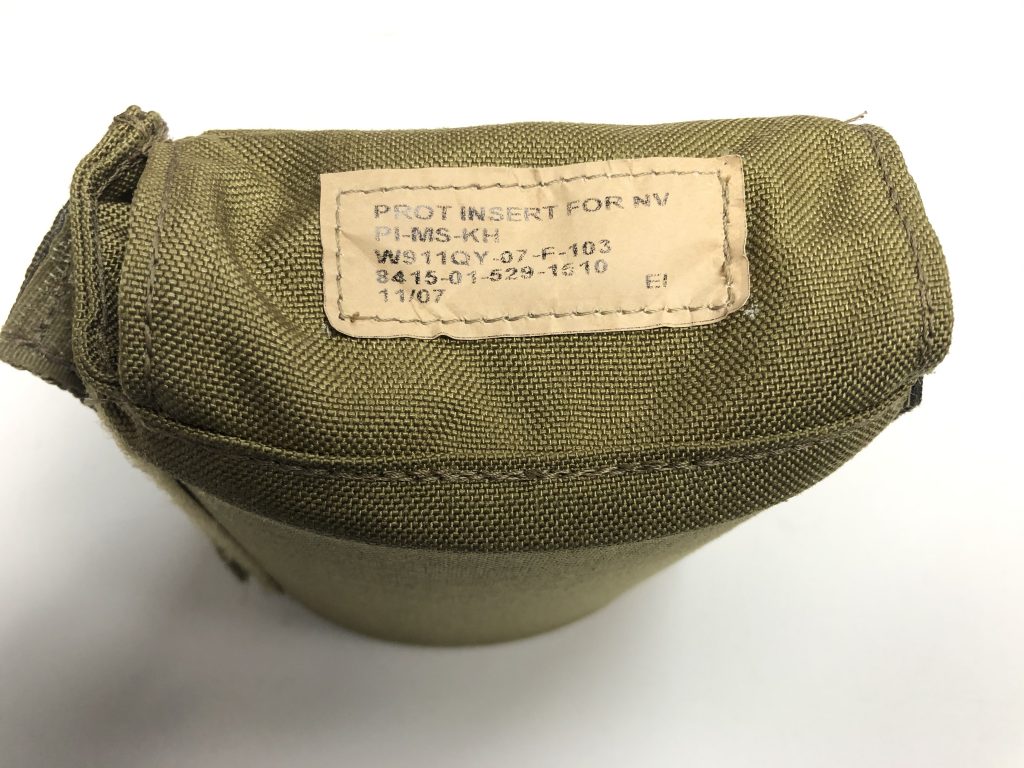 PROT INSERT FOR NV
PI-MS-KH
W911QY-07-F-103
8415-01-529-1610
11/07 EI